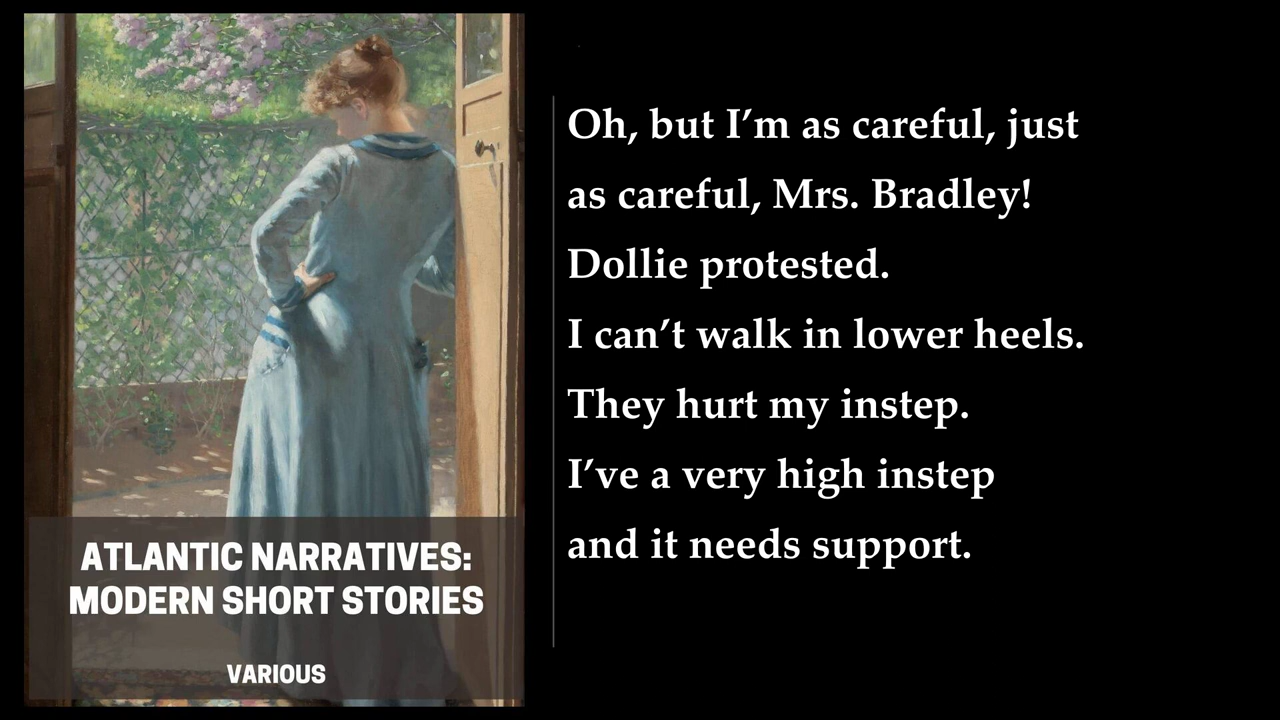 ATLANTIC NARRATIVES:
MODERN SHORT STORIES
VARIOUS
Oh, but I’m as careful, just
as careful, Mrs. Bradley!
Dollie protested.
I can’t walk in lower heels.
They hurt my instep.
I’ve a very high instep
and it needs support.